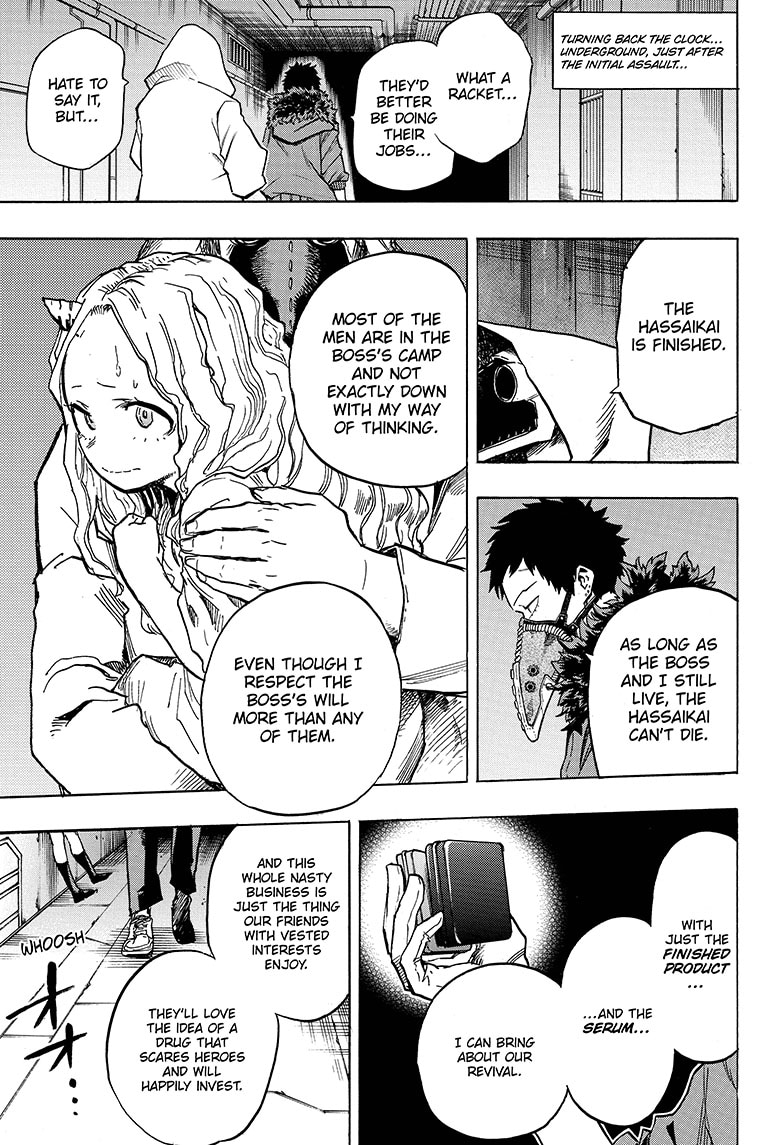 TURNING BACK THE CLOCK...
UNDERGROUND, JUST AFTER
THE INITIAL ASSAULT...
WHAT A
RACKET...
THEY'D
BETTER
BE DOING
THEIR
JOBS...
HATE TO
SAY IT,
BUT...
THE
HASSAIKAI
IS FINISHED.
AS LONG AS
THE BOSS
AND I STILL
LIVE, THE
HASSAIKAI
CAN'T DIE.
MOST OF THE
MEN ARE IN THE
BOSS'S CAMP
AND NOT
EXACTLY DOWN
WITH MY WAY
OF THINKING.
EVEN THOUGH I
RESPECT THE
BOSS'S WILL
MORE THAN ANY
OF THEM.
WITH
JUST THE
FINISHED
PRODUCT
...
...AND THE
SERUM...
I CAN BRING
ABOUT OUR
REVIVAL.
AND THIS
WHOLE NASTY
BUSINESS IS
JUST THE THING
OUR FRIENDS
WITH VESTED
INTERESTS
ENJOY.
THEY'LL LOVE
THE IDEA OF A
DRUG THAT
SCARES HEROES
AND WILL
HAPPILY INVEST.
WHOOSH
オオ...